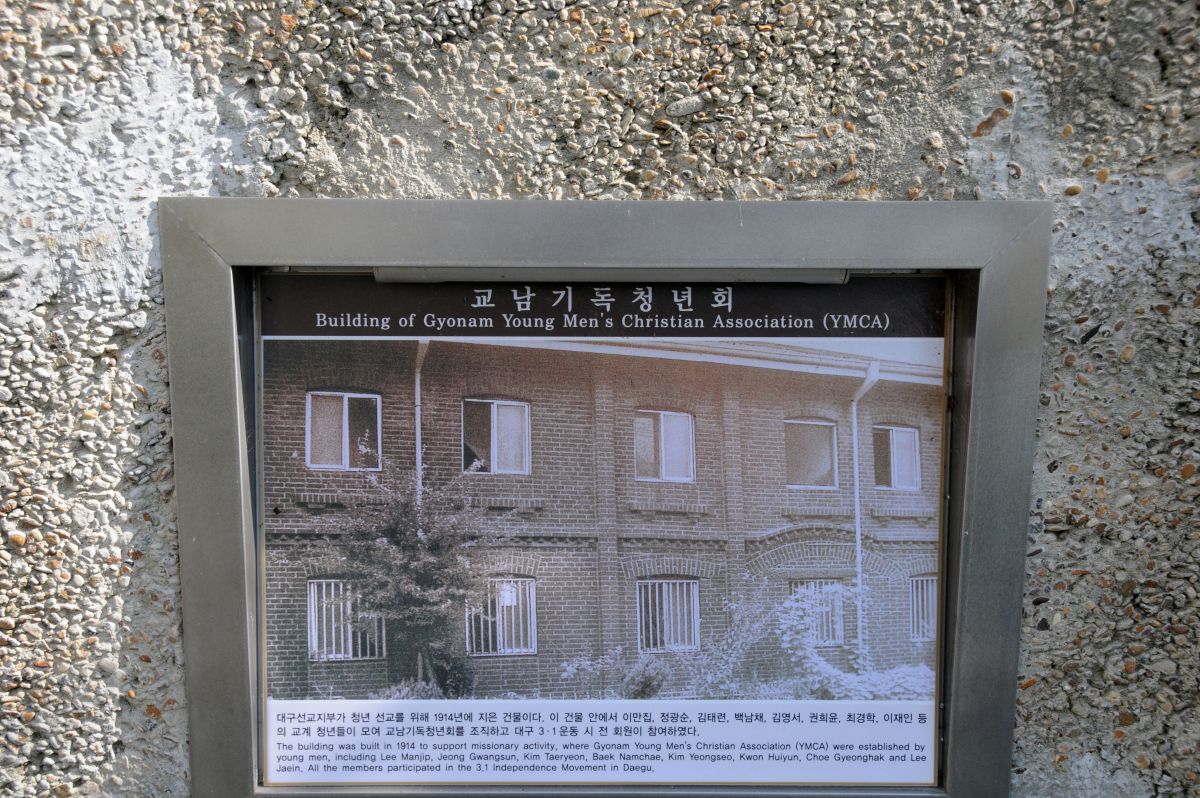 교남기독청년회
Building of Gyonam Young Men's Christian Association (YMCA)
대구선교지부가 청년 선교를 위해 1914년에 지은 건물이다. 이 건물 안에서 이만집, 정광순, 김태련, 백남채, 김영서, 권희윤, 최경학, 이재인 등
의 교계 청년들이 모여 교남기독청년회를 조직하고 대구 3·1운동 시 전 회원이 참여하였다.
The building was built in 1914 to support missionary activity, where Gyonam Young Men's Christian Association (YMCA) were established by
young men, including Lee Manjip, Jeong Gwangsun, Kim Taeryeon, Baek Namchae, Kim Yeongseo, Kwon Huiyun, Choe Gyeonghak and Lee
Jaein. All the members participated in the 3.1 Independence Movement in Daegu.